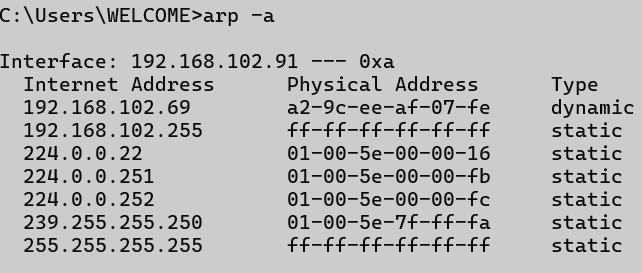 C:\Users\WELCOME>arp -a
Interface: 192.168.102.91 --- 0xa
  Internet Address      Physical Address      Type
  192.168.102.69        a2-9c-ee-af-07-fe     dynamic
  192.168.102.255       ff-ff-ff-ff-ff-ff     static
  224.0.0.22            01-00-5e-00-00-16     static
  224.0.0.251           01-00-5e-00-00-fb     static
  224.0.0.252           01-00-5e-00-00-fc     static
  239.255.255.250       01-00-5e-7f-ff-fa     static
  255.255.255.255       ff-ff-ff-ff-ff-ff     static